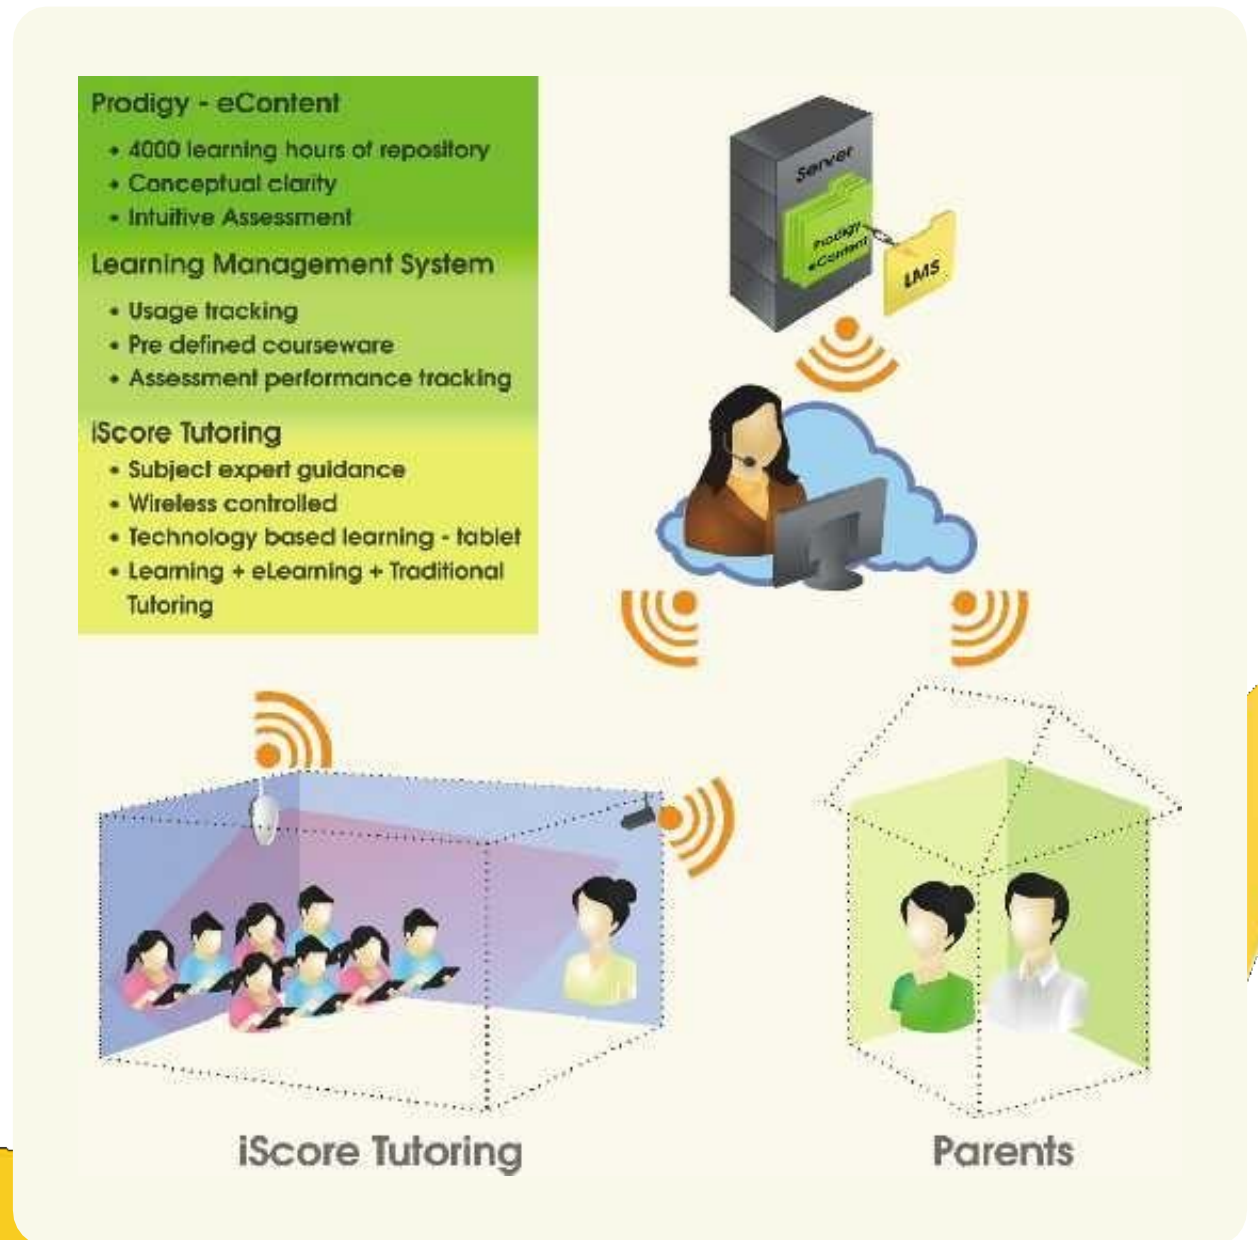 Prodigy - eContent
• 4000 learning hours of repository
• Conceptual clarity
• Intuitive Assessment
Learning Management System
• Usage tracking
• Pre defined courseware
• Assessment performance tracking
iScore Tutoring
• Subject expert guidance
• Wireless controlled
• Technology based learning - tablet
• Learning + eLearning + Traditional
Tutoring
Server
Prodigy
eContent
LMS
iScore Tutoring
Parents